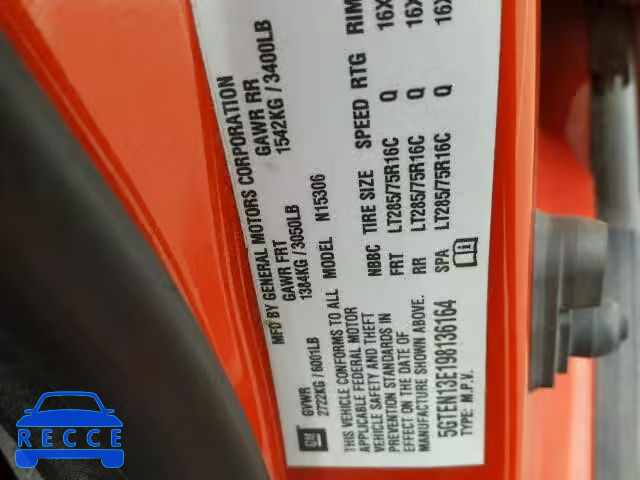 MFD BY GENERAL MOTORS CORPORATION
GVWR GAWR FRT GAWR RR
2722KG / 6001LB 1384KG / 3050LB 1542KG / 3400LB
THIS VEHICLE CONFORMS TO ALL
APPLICABLE FEDERAL MOTOR
VEHICLE SAFETY AND THEFT
PREVENTION STANDARDS IN
EFFECT ON THE DATE OF
MANUFACTURE SHOWN ABOVE.
MODEL N15306
NBBC TIRE SIZE SPEED RTG RIM
FRT LT285/75R16C Q 16X
RR LT285/75R16C Q 16X
SPA LT285/75R16C Q 16X
5GTEN13E198136164
TYPE: M.P.V.
GM
RECCE